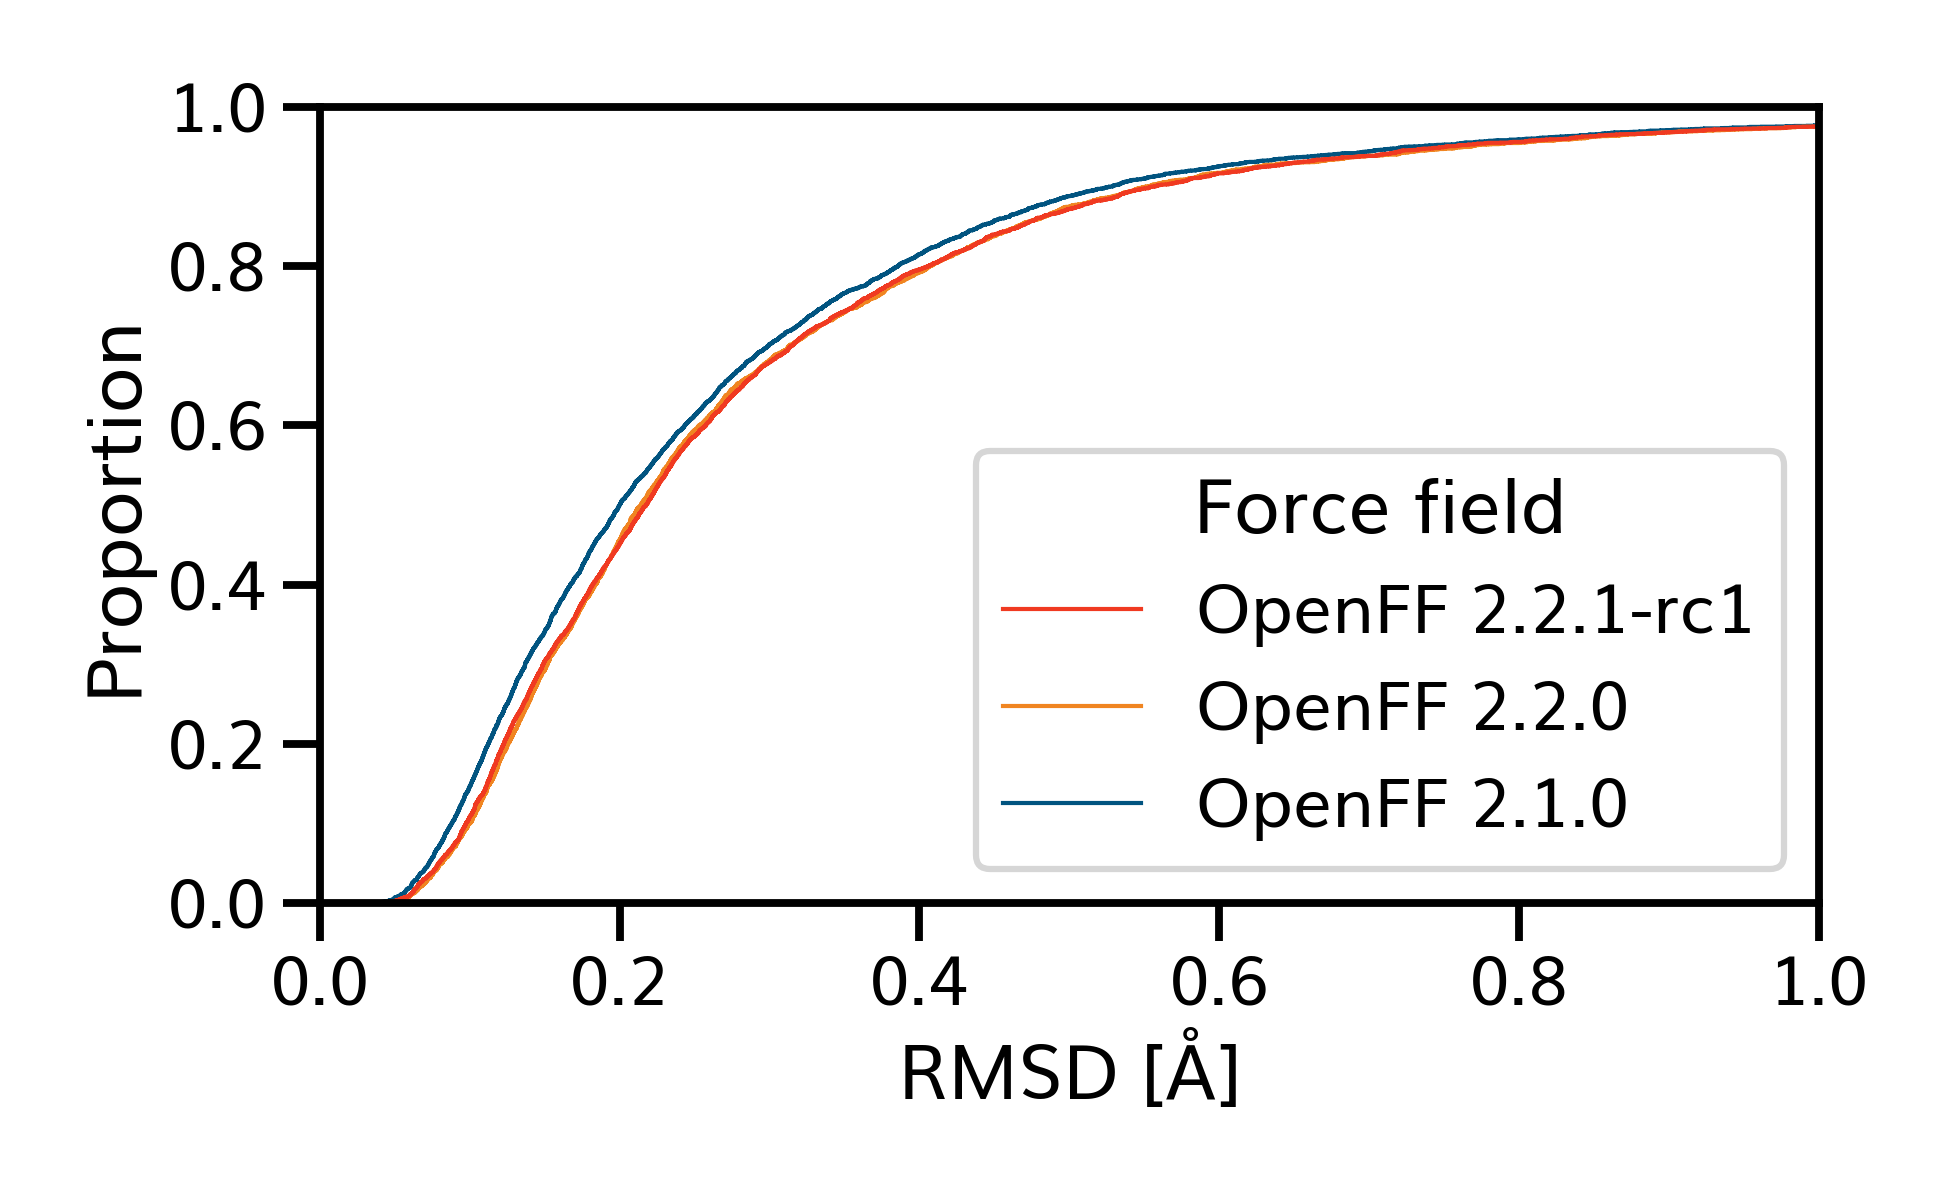 1.0
0.8
0.6
0.4
0.2
0.0
Proportion
Force field
OpenFF 2.2.1-rc1
OpenFF 2.2.0
OpenFF 2.1.0
0.0 0.2 0.4 0.6 0.8 1.0
RMSD [Å]